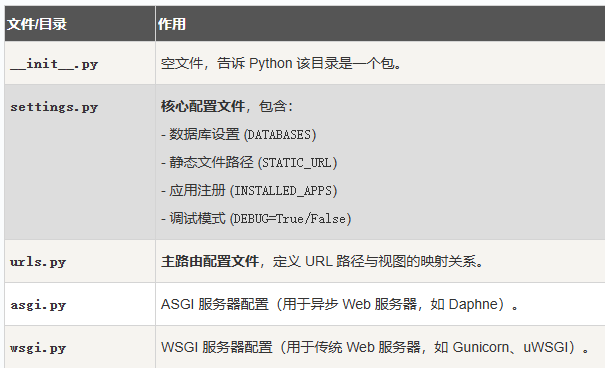 文件/目录 作用
__init__.py 空文件，告诉 Python 该目录是一个包。
settings.py 核心配置文件，包含：
- 数据库设置 (DATABASES)
- 静态文件路径 (STATIC_URL)
- 应用注册 (INSTALLED_APPS)
- 调试模式 (DEBUG=True/False)
urls.py 主路由配置文件，定义 URL 路径与视图的映射关系。
asgi.py ASGI 服务器配置（用于异步 Web 服务器，如 Daphne）。
wsgi.py WSGI 服务器配置（用于传统 Web 服务器，如 Gunicorn、uWSGI）。